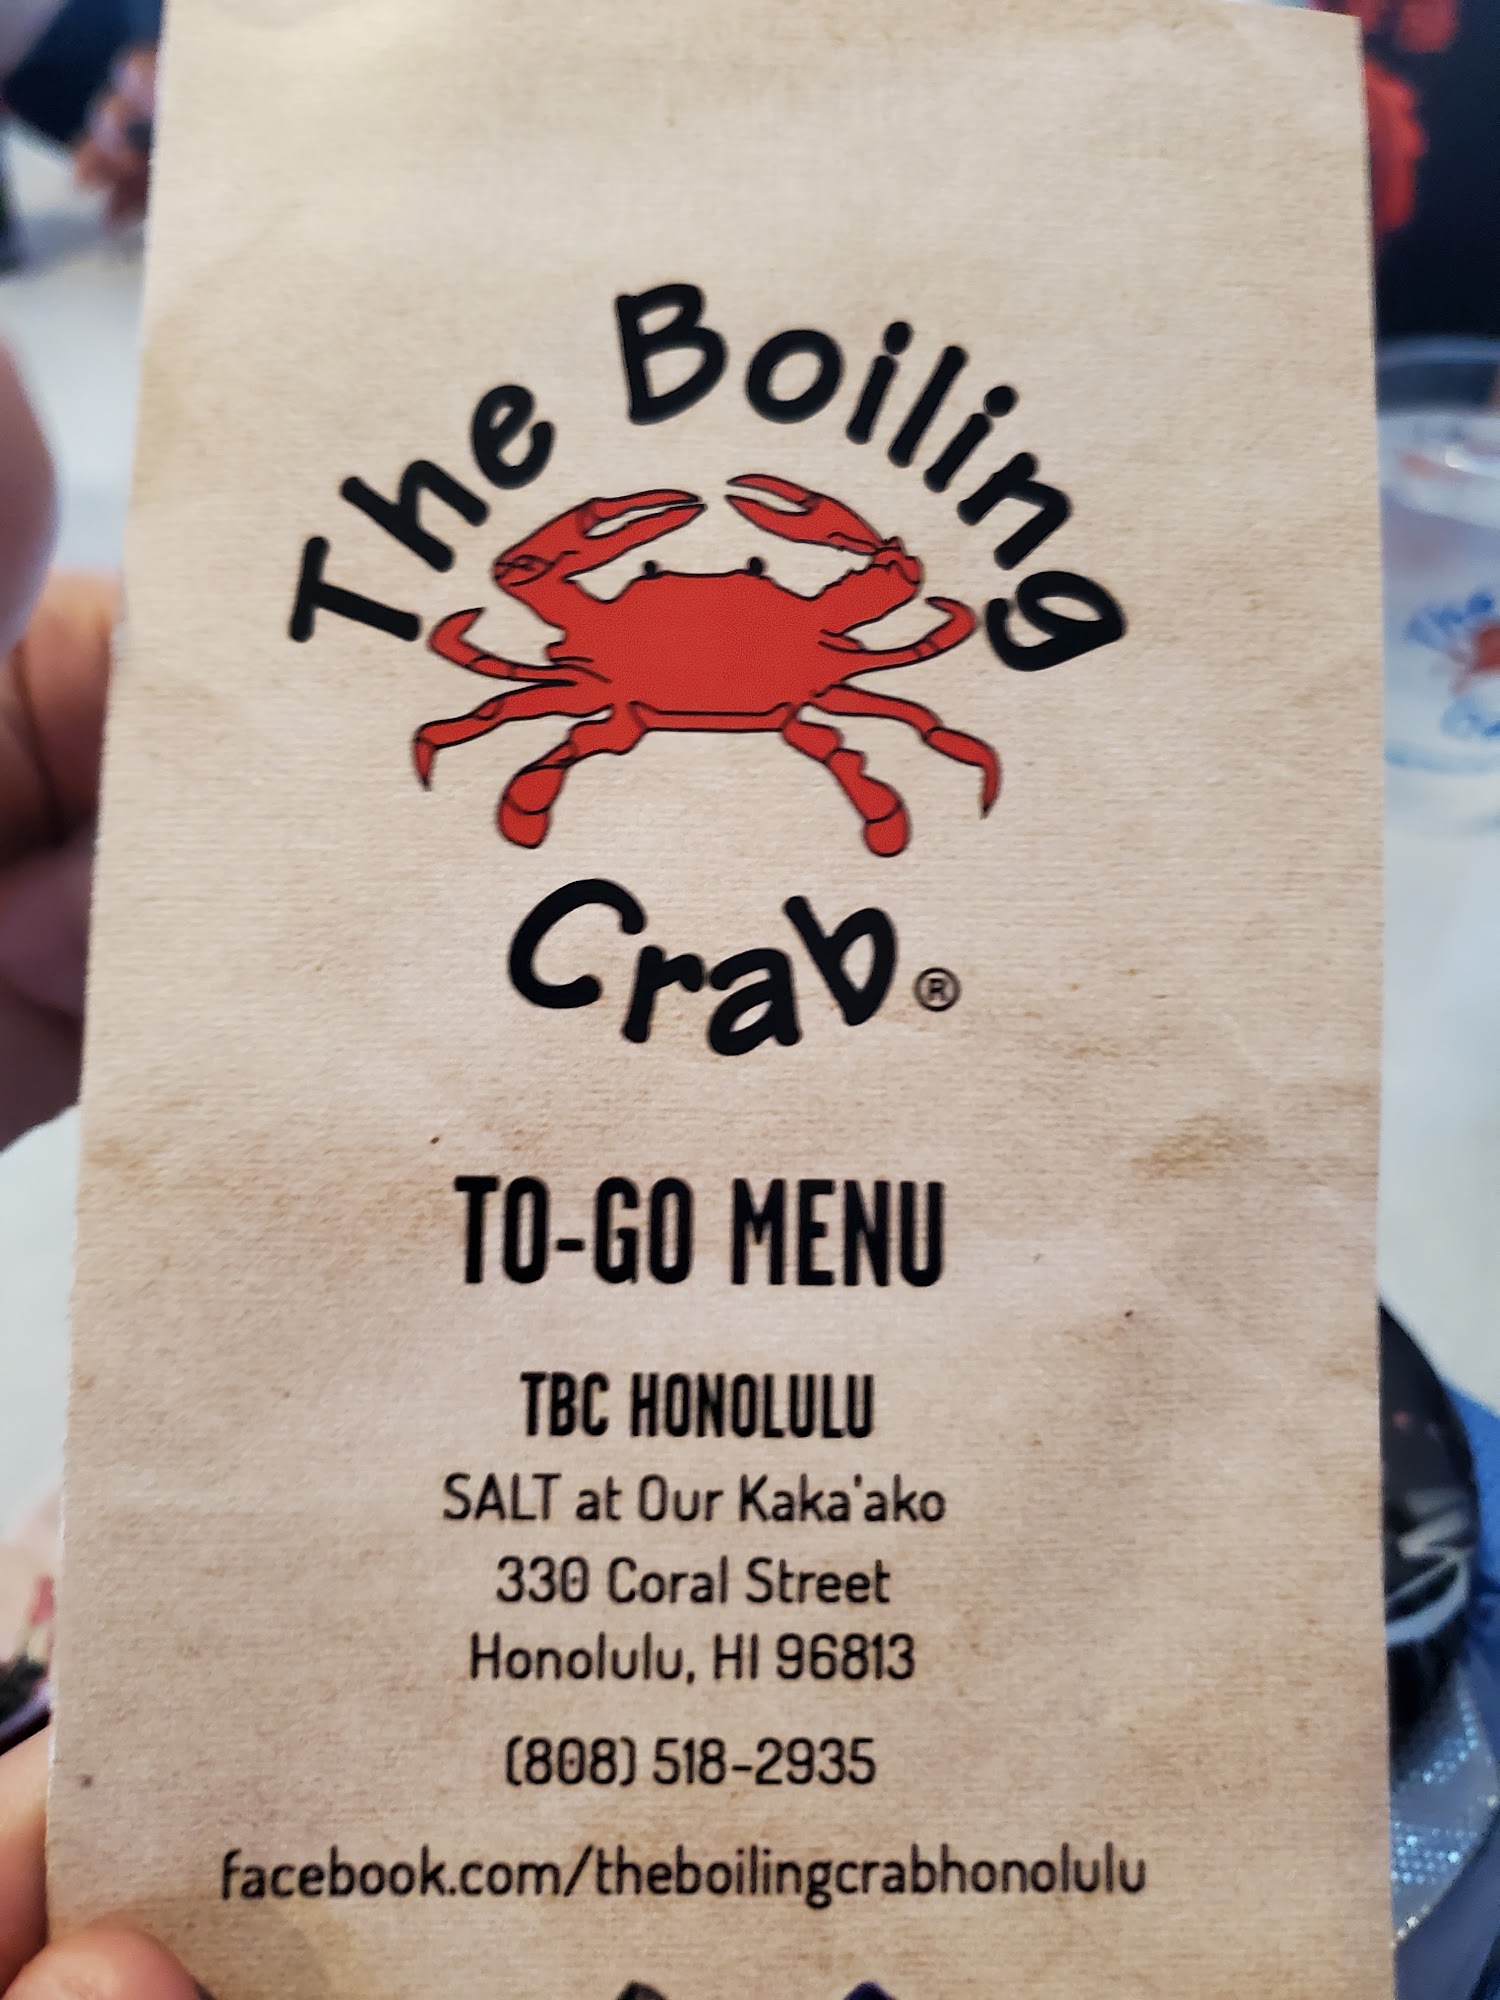 The Boiling
Crab®
TO-GO MENU
TBC HONOLULU
SALT at Our Kaka'ako
330 Coral Street
Honolulu, HI 96813
(808) 518-2935
facebook.com/theboilingcrabhonolulu
The